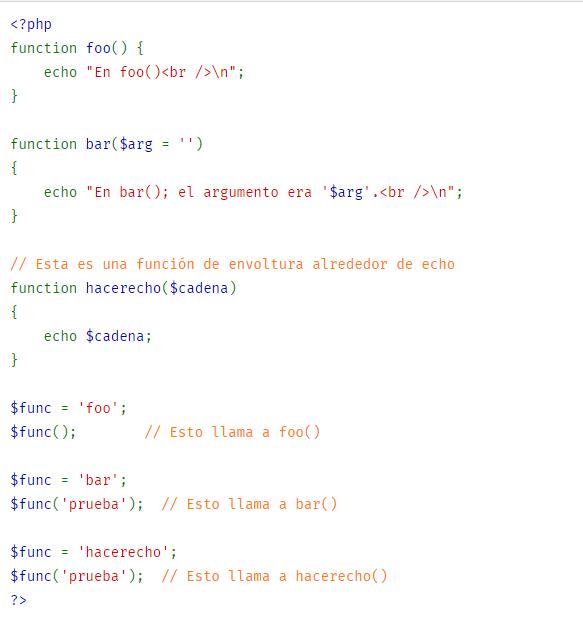 <?php
function foo() {
    echo "En foo()<br />\n";
}

function bar($arg = '')
{
    echo "En bar(); el argumento era '$arg'.<br />\n";
}

// Esta es una función de envoltura alrededor de echo
function hacerecho($cadena)
{
    echo $cadena;
}

$func = 'foo';
$func();        // Esto llama a foo()

$func = 'bar';
$func('prueba');  // Esto llama a bar()

$func = 'hacerecho';
$func('prueba');  // Esto llama a hacerecho()
?>